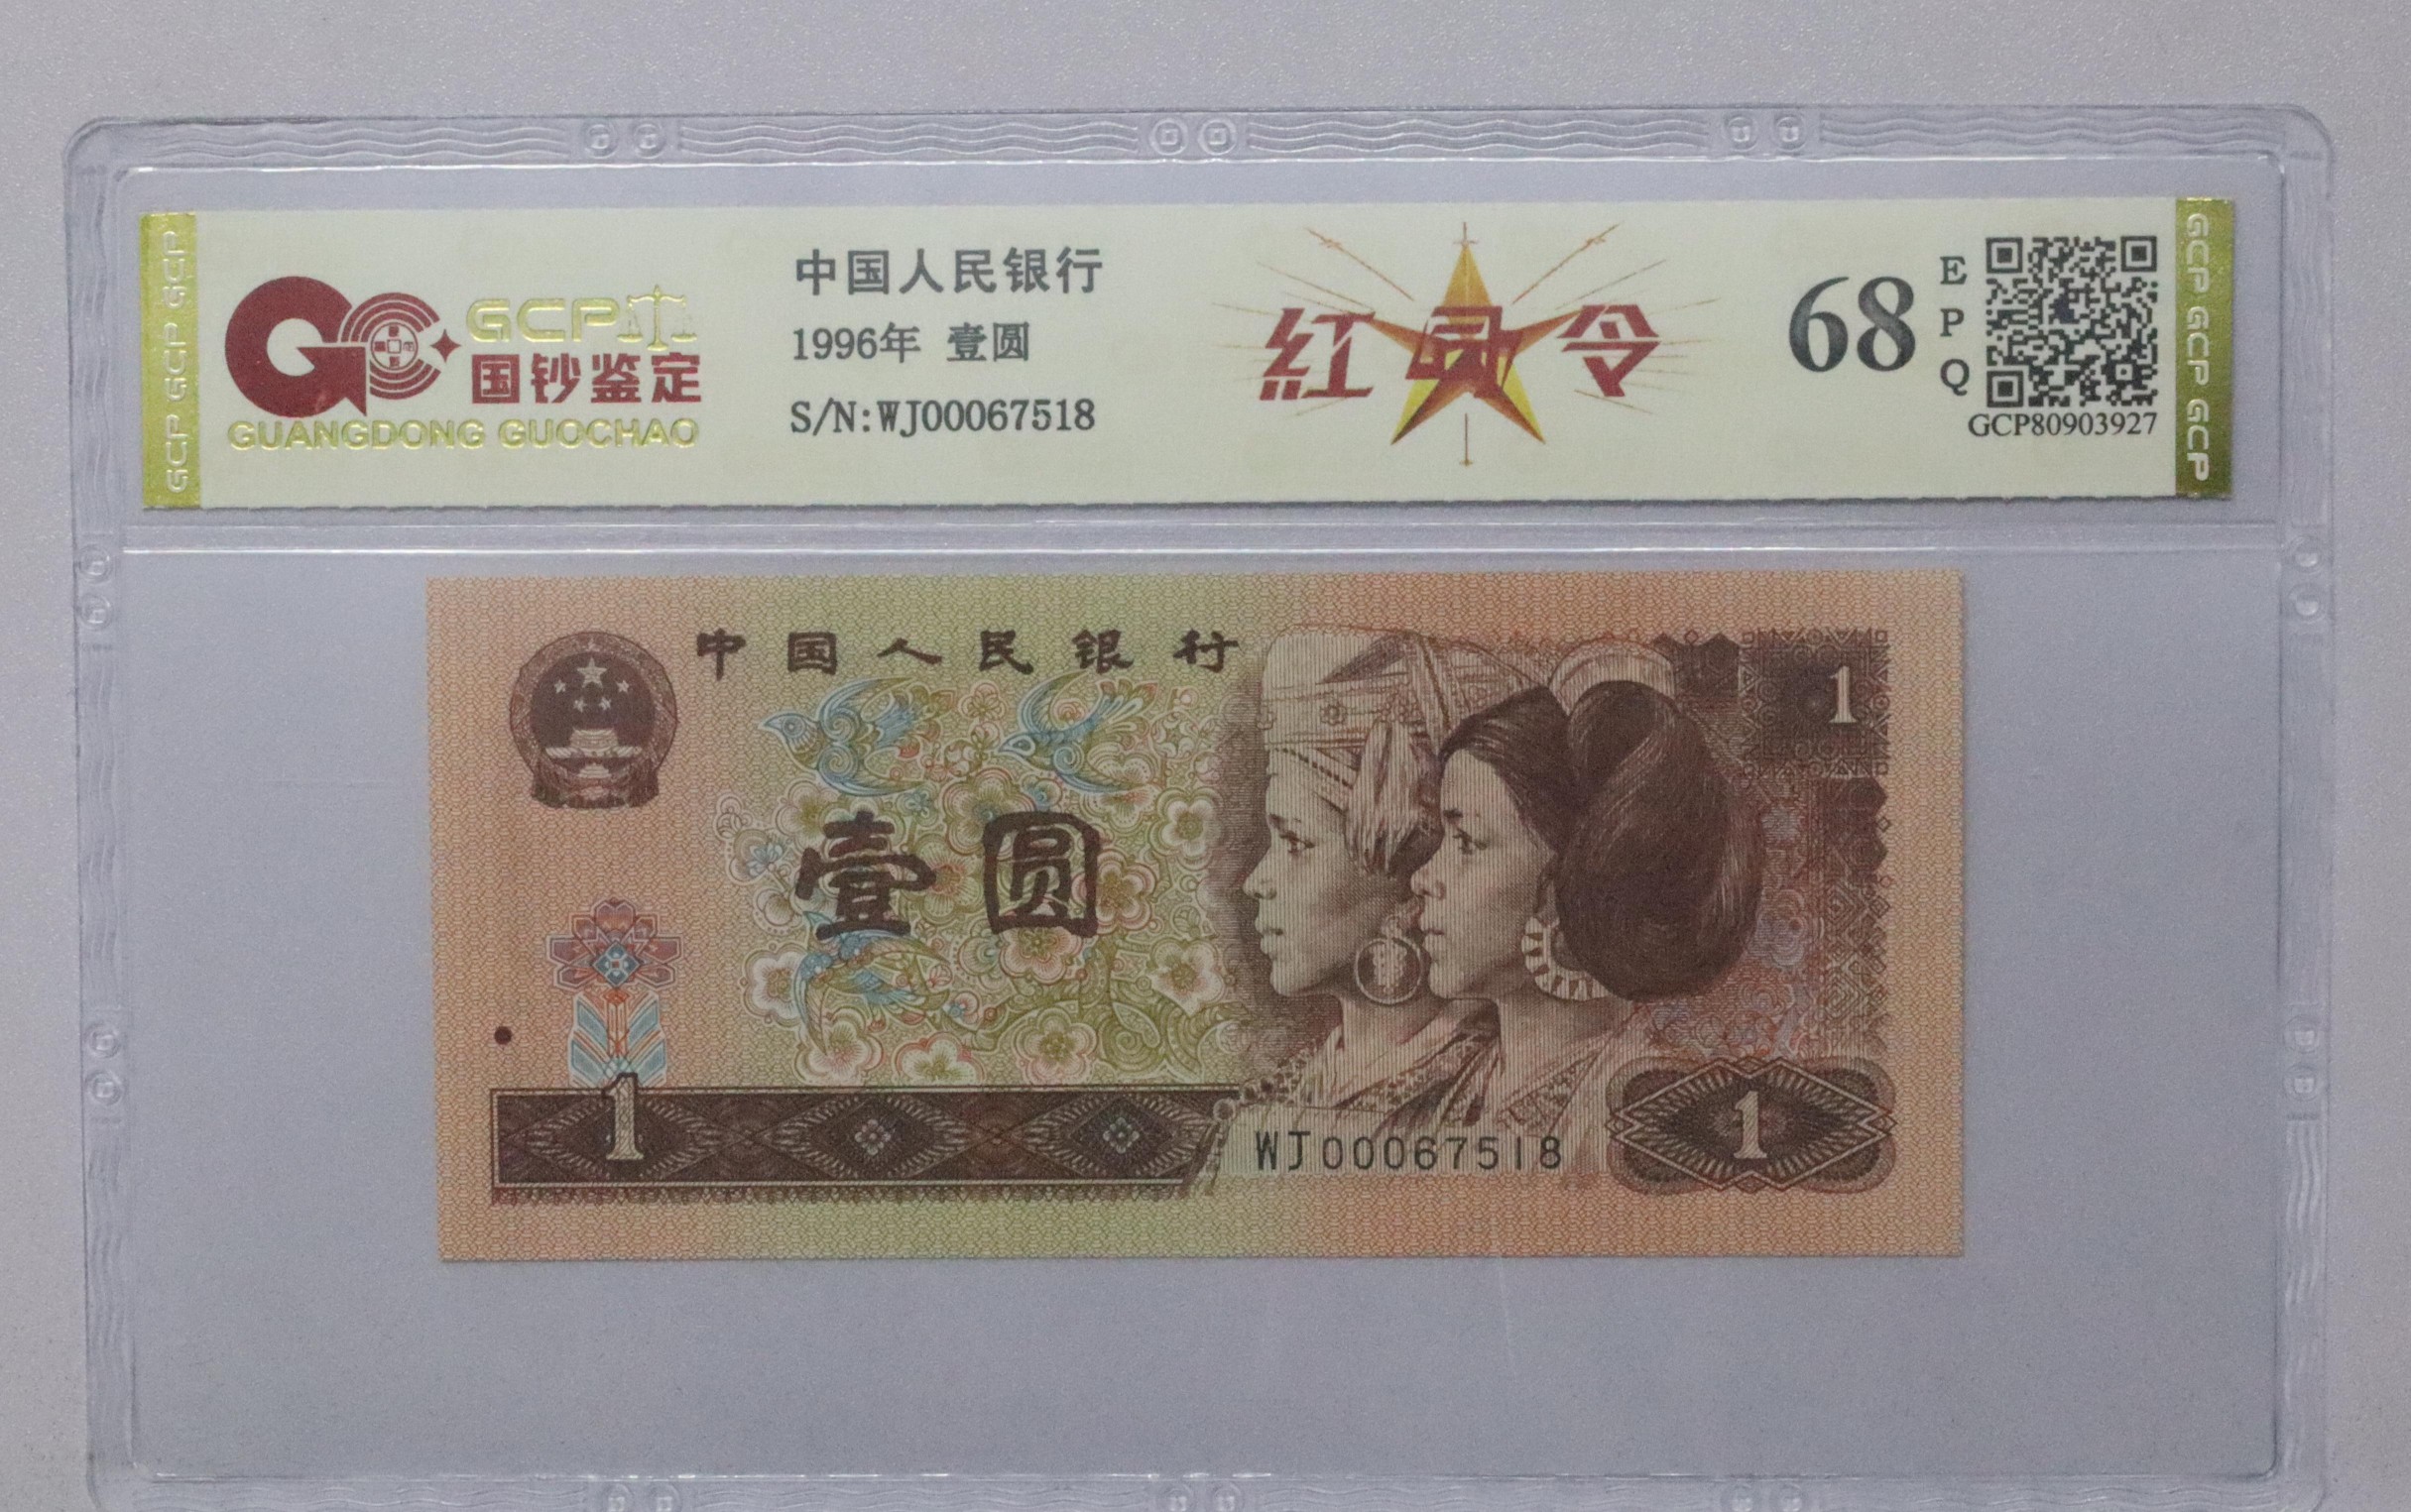 GCP GCP GCP
GCP
国钞鉴定
GUANGDONG GUOCHAO
中国人民银行
1996年 壹圆
S/N:WJ00067518
紅凤令
68
E
P
Q
GCP80903927
GCP GCP GCP
中国人民银行
1
壹圆
1
WJ00067518
1